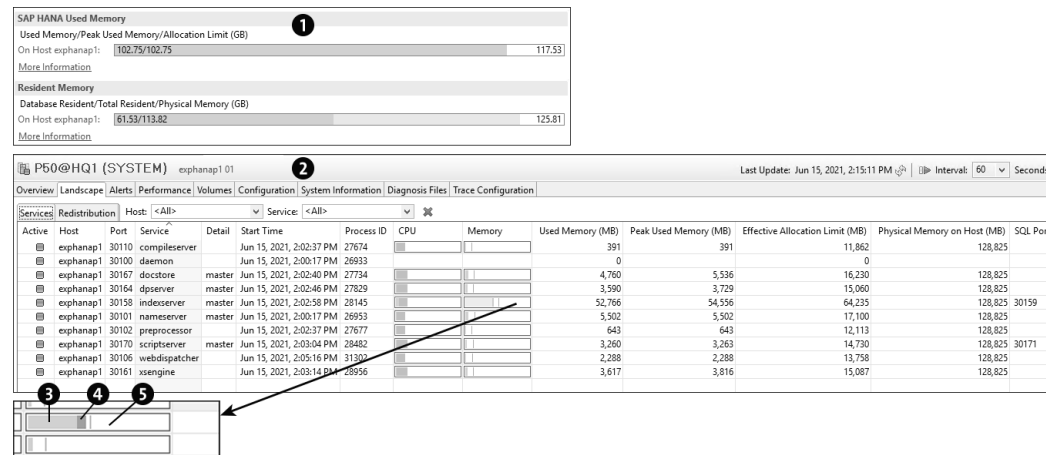 SAP HANA Used Memory
1
Used Memory/Peak Used Memory/Allocation Limit (GB)
On Host exphanap1: 102.75/102.75 117.53
More Information
Resident Memory
Database Resident/Total Resident/Physical Memory (GB)
On Host exphanap1: 61.53/113.82 125.81
More Information
P50@HQ1 (SYSTEM) exphanap1 01 2 Last Update: Jun 15, 2021, 2:15:11 PM Interval: 60 Seconds
Overview Landscape Alerts Performance Volumes Configuration System Information Diagnosis Files Trace Configuration
Services Redistribution Host: <All> Service: <All>
Active Host Port Service Detail Start Time Process ID CPU Memory Used Memory (MB) Peak Used Memory (MB) Effective Allocation Limit (MB) Physical Memory on Host (MB) SQL Por
exphanap1 30110 compileserver Jun 15, 2021, 2:02:37 PM 27674 391 391 11,862 128,825
exphanap1 30100 daemon Jun 15, 2021, 2:00:17 PM 26933 0 0
exphanap1 30167 docstore master Jun 15, 2021, 2:02:40 PM 27734 4,760 5,536 16,230 128,825
exphanap1 30164 dpserver master Jun 15, 2021, 2:02:46 PM 27829 3,590 3,729 15,060 128,825
exphanap1 30158 indexserver master Jun 15, 2021, 2:02:58 PM 28145 52,766 54,556 64,235 128,825 30159
exphanap1 30101 nameserver master Jun 15, 2021, 2:00:17 PM 26953 5,502 5,502 17,100 128,825
exphanap1 30102 preprocessor Jun 15, 2021, 2:02:37 PM 27677 643 643 12,113 128,825
exphanap1 30170 scriptserver master Jun 15, 2021, 2:03:04 PM 28482 3,260 3,263 14,730 128,825 30171
exphanap1 30106 webdispatcher Jun 15, 2021, 2:05:16 PM 31302 2,288 2,288 13,758 128,825
exphanap1 30161 xsengine Jun 15, 2021, 2:03:14 PM 28956 3,617 3,816 15,087 128,825
3 4 5